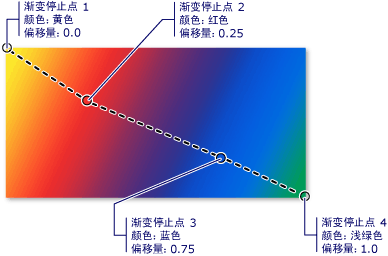 渐变停止点 1
颜色: 黄色
偏移量: 0.0
渐变停止点 2
颜色: 红色
偏移量: 0.25
渐变停止点 3
颜色: 蓝色
偏移量: 0.75
渐变停止点 4
颜色: 浅绿色
偏移量: 1.0